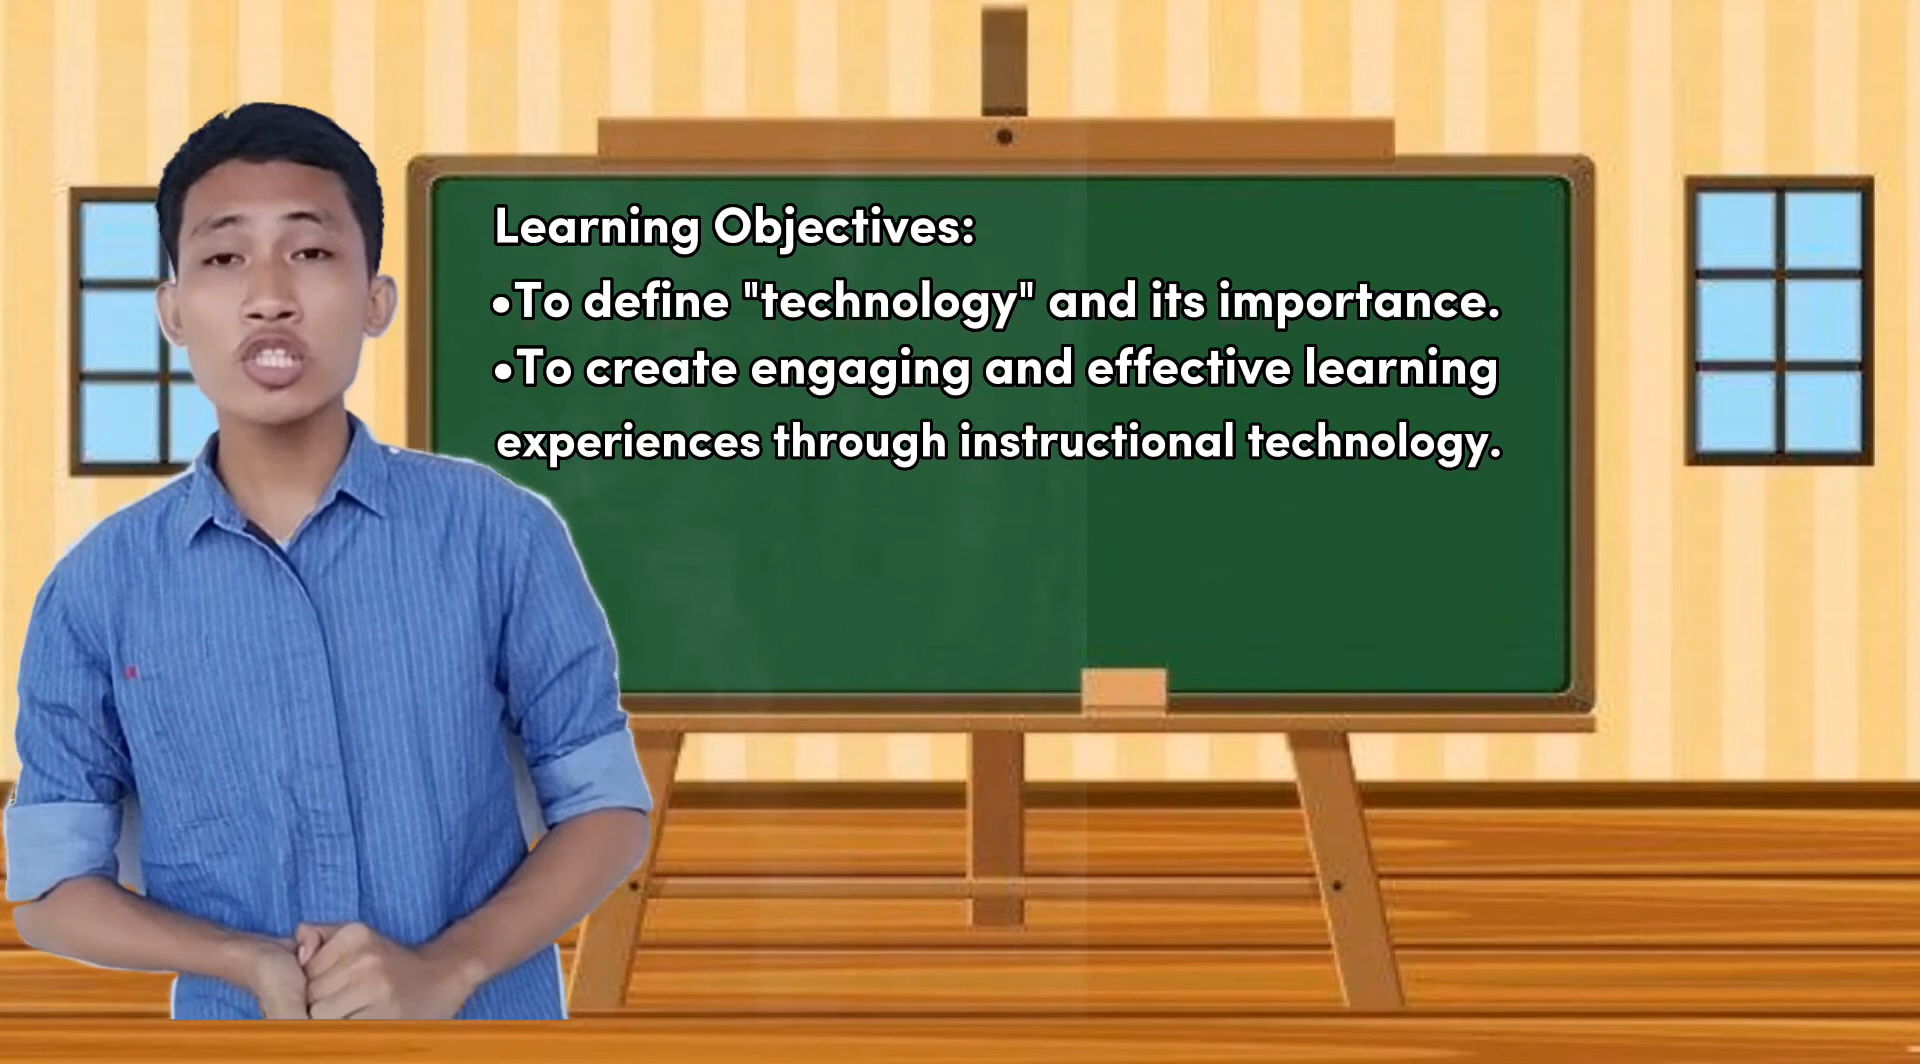 Learning Objectives:
•To define "technology" and its importance.
•To create engaging and effective learning
experiences through instructional technology.